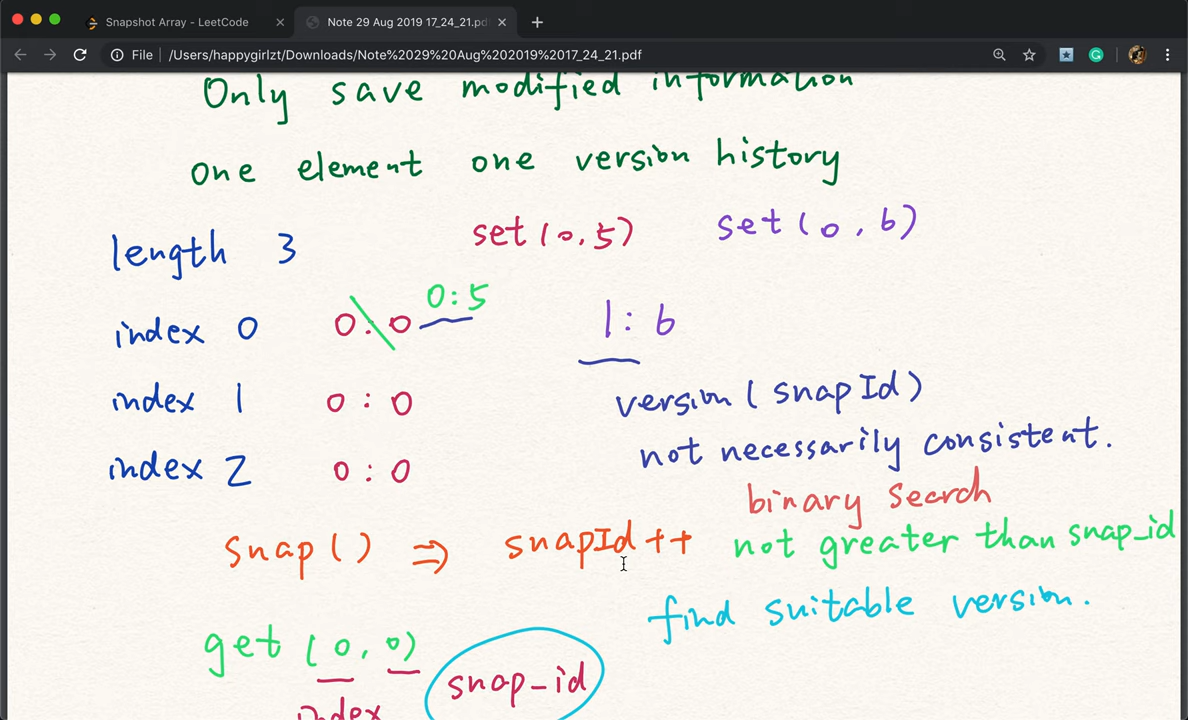 Snapshot Array - LeetCode
Note 29 Aug 2019 17_24_21.pd
File
/Users/happygirlzt/Downloads/Note%2029%20Aug%202019%2017_24_21.pdf
Only save modified information
one element one version history
length 3 set(0,5) set(0,6)
index 0 0:0 0:5 1:6
index 1 0:0
version(snapId)
not necessarily consistent.
index 2 0:0
binary search
snap() => snapId++ not greater than snap_id
find suitable version.
get(0,0) snap-id
index